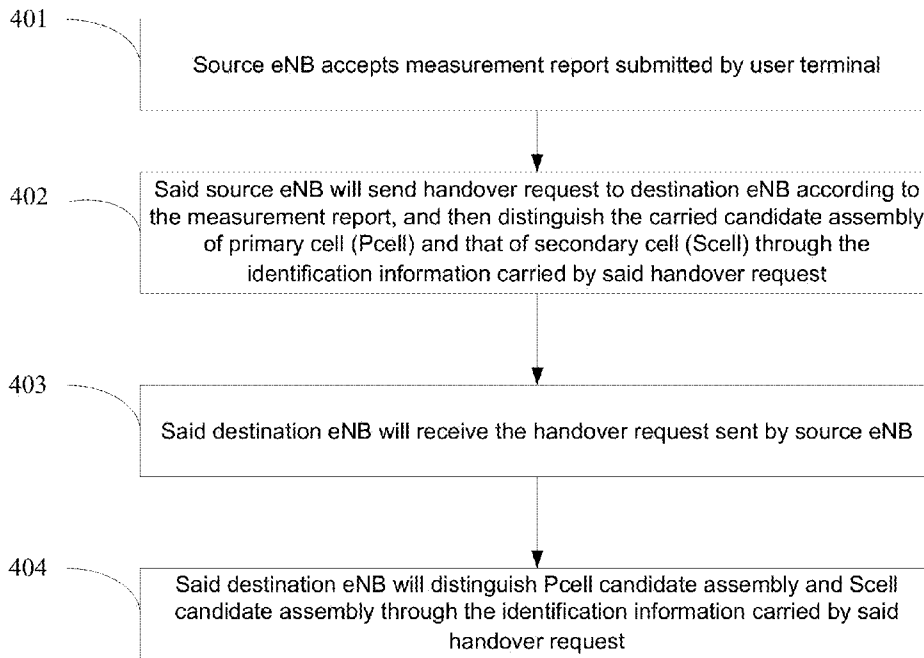 401
Source eNB accepts measurement report submitted by user terminal
402
Said source eNB will send handover request to destination eNB according to
the measurement report, and then distinguish the carried candidate assembly
of primary cell (Pcell) and that of secondary cell (Scell) through the
identification information carried by said handover request
403
Said destination eNB will receive the handover request sent by source eNB
404
Said destination eNB will distinguish Pcell candidate assembly and Scell
candidate assembly through the identification information carried by said
handover request